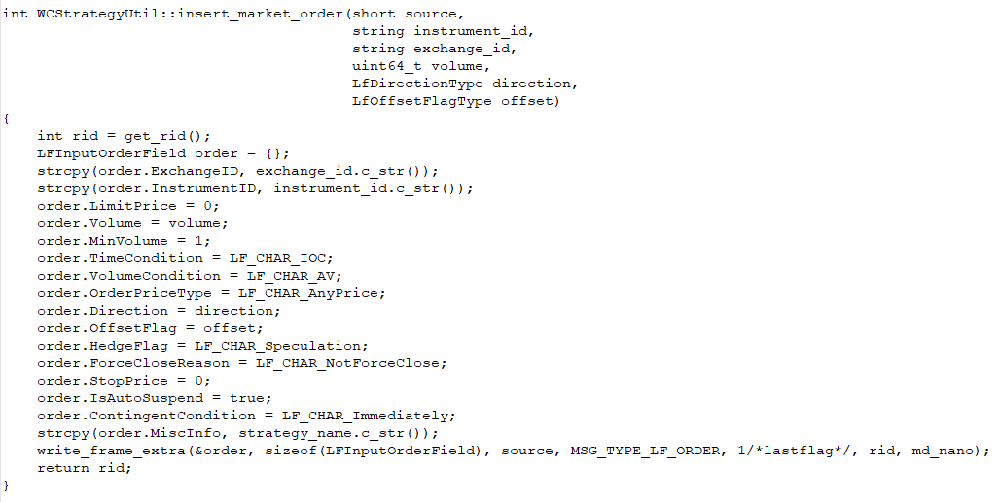 int WCStrategyUtil::insert_market_order(short source,
                                        string instrument_id,
                                        string exchange_id,
                                        uint64_t volume,
                                        LfDirectionType direction,
                                        LfOffsetFlagType offset)
{
    int rid = get_rid();
    LFInputOrderField order = {};
    strcpy(order.ExchangeID, exchange_id.c_str());
    strcpy(order.InstrumentID, instrument_id.c_str());
    order.LimitPrice = 0;
    order.Volume = volume;
    order.MinVolume = 1;
    order.TimeCondition = LF_CHAR_IOC;
    order.VolumeCondition = LF_CHAR_AV;
    order.OrderPriceType = LF_CHAR_AnyPrice;
    order.Direction = direction;
    order.OffsetFlag = offset;
    order.HedgeFlag = LF_CHAR_Speculation;
    order.ForceCloseReason = LF_CHAR_NotForceClose;
    order.StopPrice = 0;
    order.IsAutoSuspend = true;
    order.ContingentCondition = LF_CHAR_Immediately;
    strcpy(order.MiscInfo, strategy_name.c_str());
    write_frame_extra(&order, sizeof(LFInputOrderField), source, MSG_TYPE_LF_ORDER, 1/*lastflag*/, rid, md_nano);
    return rid;
}